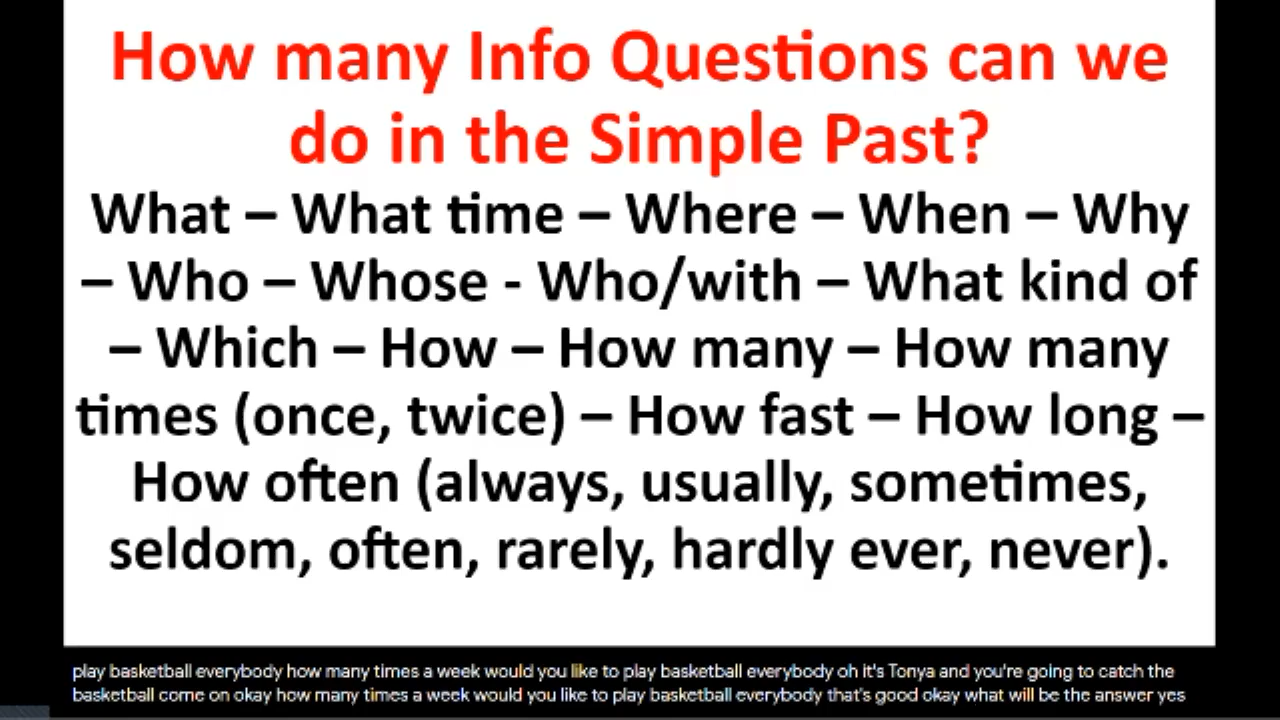 How many Info Questions can we
do in the Simple Past?
What – What time – Where – When – Why
– Who – Whose - Who/with – What kind of
– Which – How – How many – How many
times (once, twice) – How fast – How long –
How often (always, usually, sometimes,
seldom, often, rarely, hardly ever, never).
play basketball everybody how many times a week would you like to play basketball everybody oh it's Tonya and you're going to catch the
basketball come on okay how many times a week would you like to play basketball everybody that's good okay what will be the answer yes